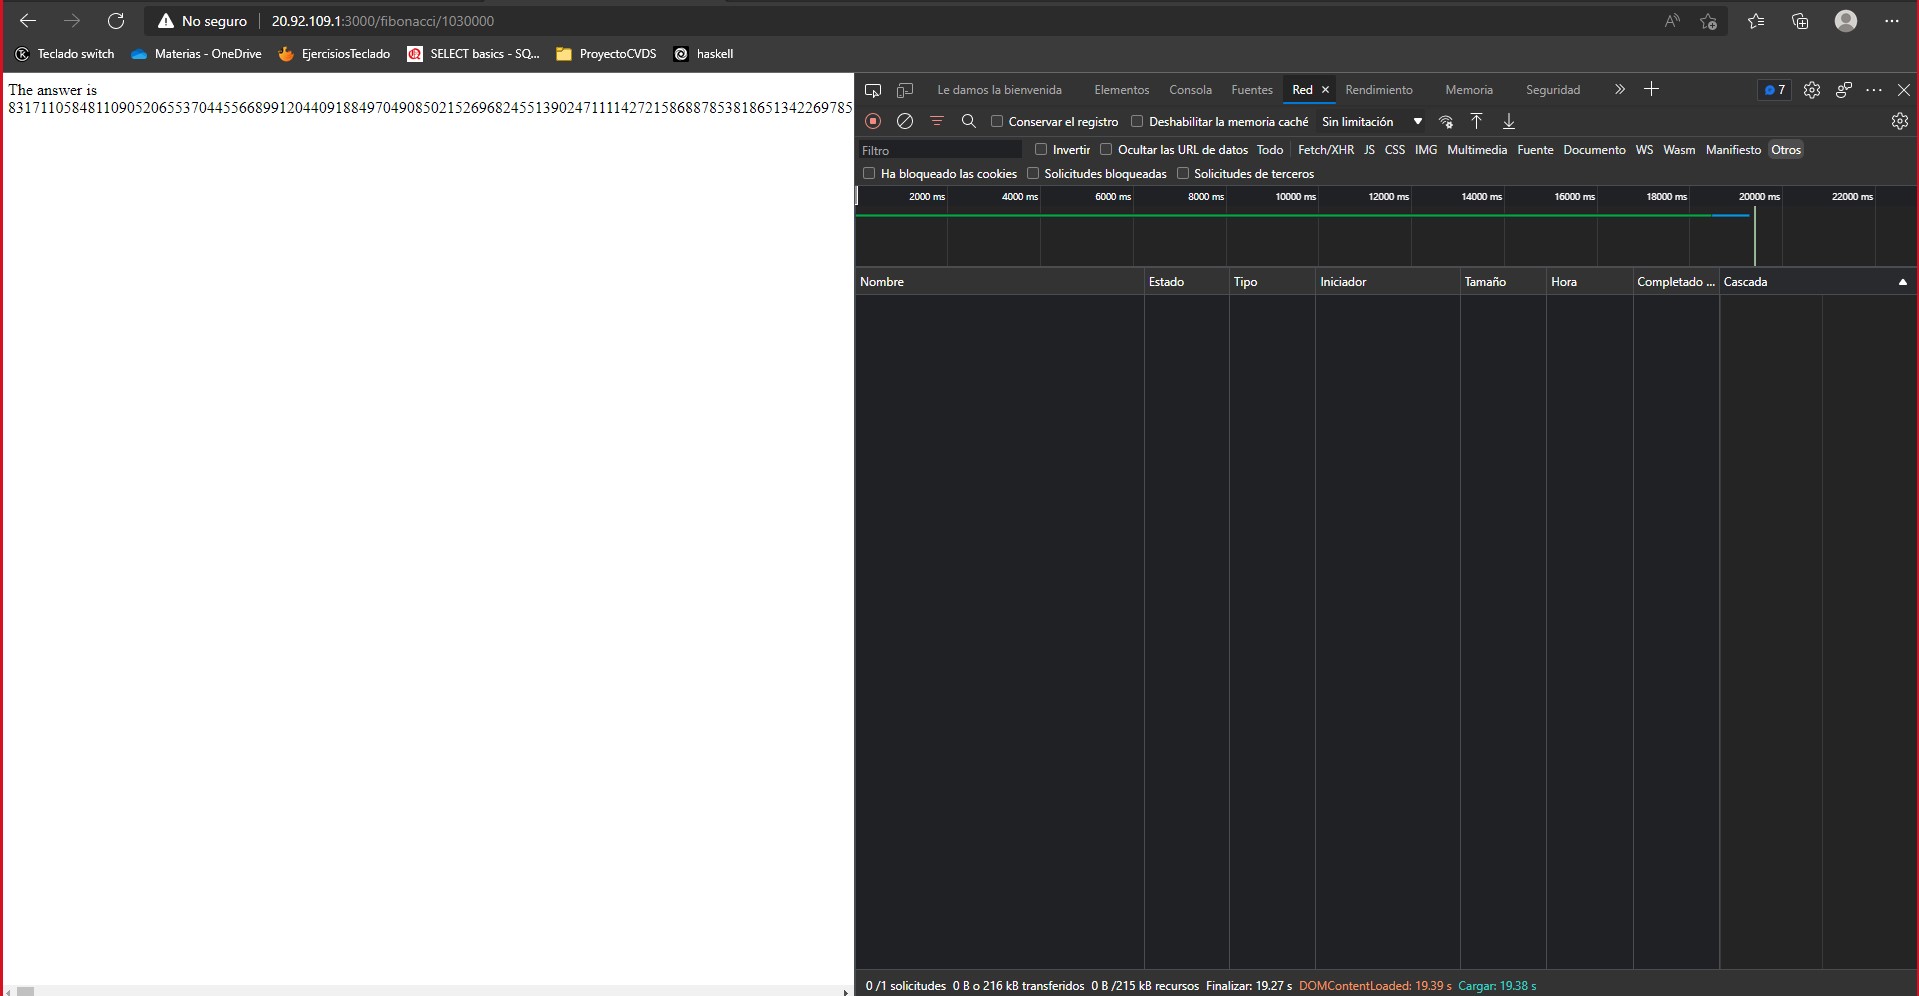 No seguro 20.92.109.1:3000/fibonacci/1030000
Teclado switch Materias - OneDrive EjercisiosTeclado SELECT basics - SQ... ProyectoCVDS haskell
The answer is
8317110584811090520655370445566899120440918849704908502152696824551390247111142721586887853818651342269785
Le damos la bienvenida Elementos Consola Fuentes Red Rendimiento Memoria Seguridad 7
Conservar el registro Deshabilitar la memoria caché Sin limitación
Filtro Invertir Ocultar las URL de datos Todo Fetch/XHR JS CSS IMG Multimedia Fuente Documento WS Wasm Manifiesto Otros
Ha bloqueado las cookies Solicitudes bloqueadas Solicitudes de terceros
2000 ms 4000 ms 6000 ms 8000 ms 10000 ms 12000 ms 14000 ms 16000 ms 18000 ms 20000 ms 22000 ms
Nombre Estado Tipo Iniciador Tamaño Hora Completado ... Cascada
0 /1 solicitudes 0 B o 216 kB transferidos 0 B /215 kB recursos Finalizar: 19.27 s DOMContentLoaded: 19.39 s Cargar: 19.38 s